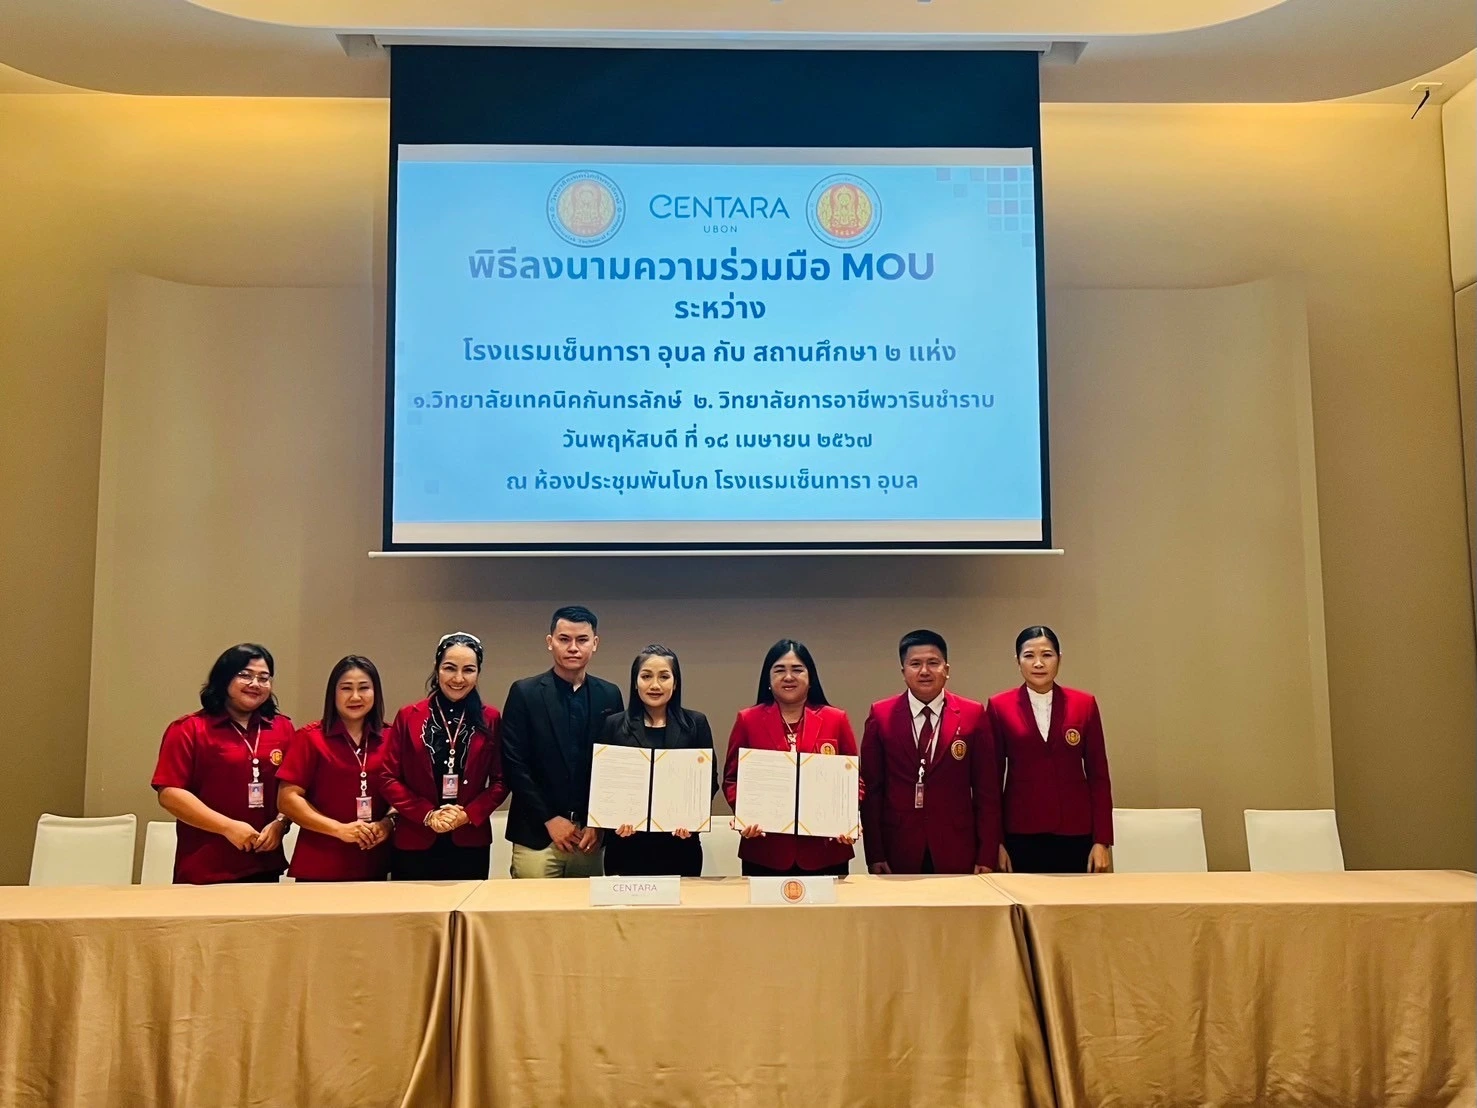 CENTARA
UBON
พิธีลงนามความร่วมมือ MOU
ระหว่าง
โรงแรมเซ็นทารา อุบล กับ สถานศึกษา ๒ แห่ง
๑.วิทยาลัยเทคนิคกันทรลักษ์ ๒. วิทยาลัยการอาชีพวารินชำราบ
วันพฤหัสบดี ที่ ๑๘ เมษายน ๒๕๖๗
ณ ห้องประชุมพันโบก โรงแรมเซ็นทารา อุบล
CENTARA